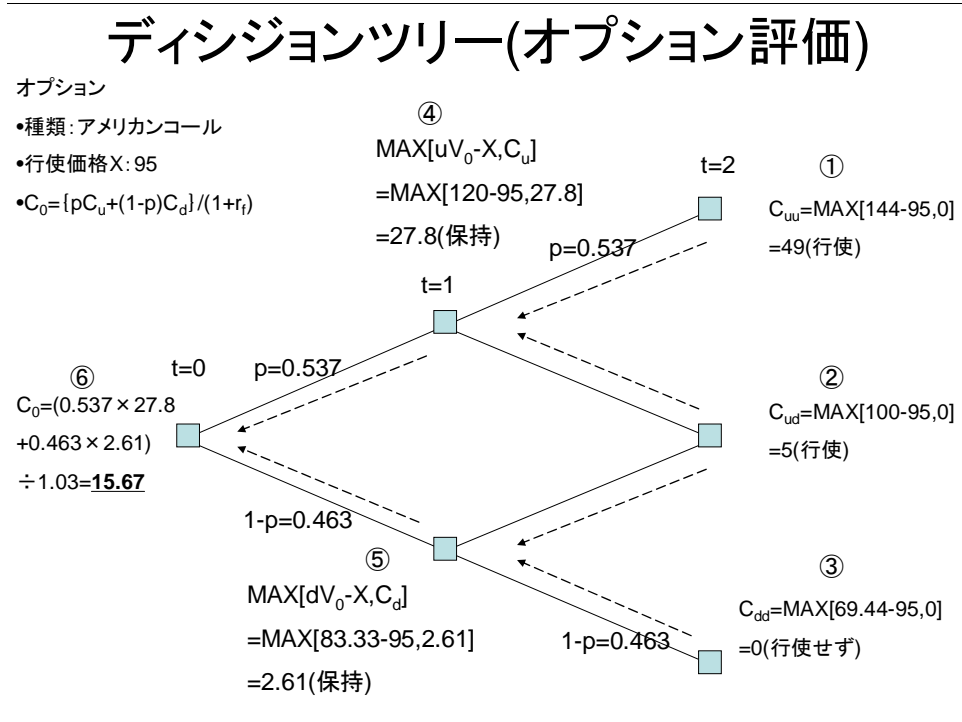 ディシジョンツリー(オプション評価)
オプション
•種類：アメリカンコール
•行使価格X：95
•C0={pCu+(1-p)Cd}/(1+rf)
④
MAX[uV0-X,Cu]
=MAX[120-95,27.8]
=27.8(保持)
t=2
①
Cuu=MAX[144-95,0]
=49(行使)
p=0.537
t=1
t=0
p=0.537
⑥
C0=(0.537×27.8
+0.463×2.61)
÷1.03=15.67
②
Cud=MAX[100-95,0]
=5(行使)
1-p=0.463
⑤
MAX[dV0-X,Cd]
=MAX[83.33-95,2.61]
=2.61(保持)
1-p=0.463
③
Cdd=MAX[69.44-95,0]
=0(行使せず)